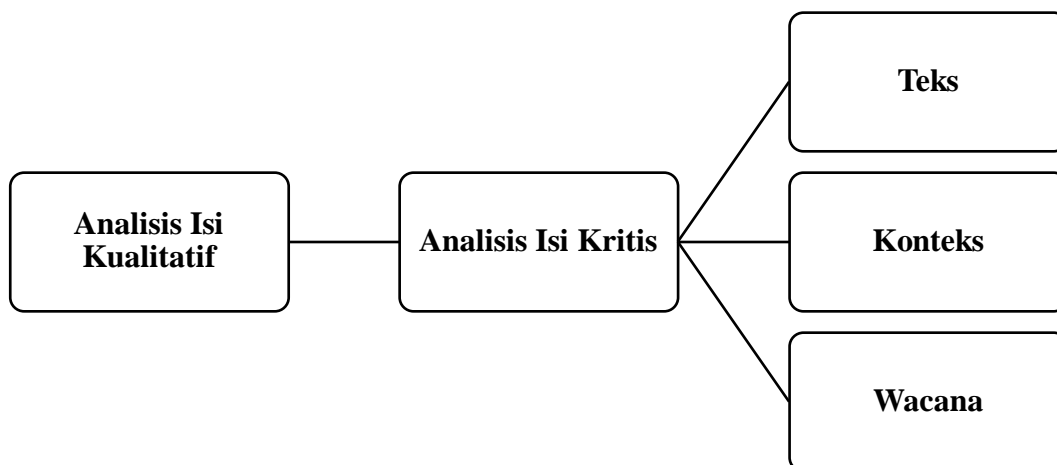 Analisis Isi
Kualitatif
Analisis Isi Kritis
Teks
Konteks
Wacana